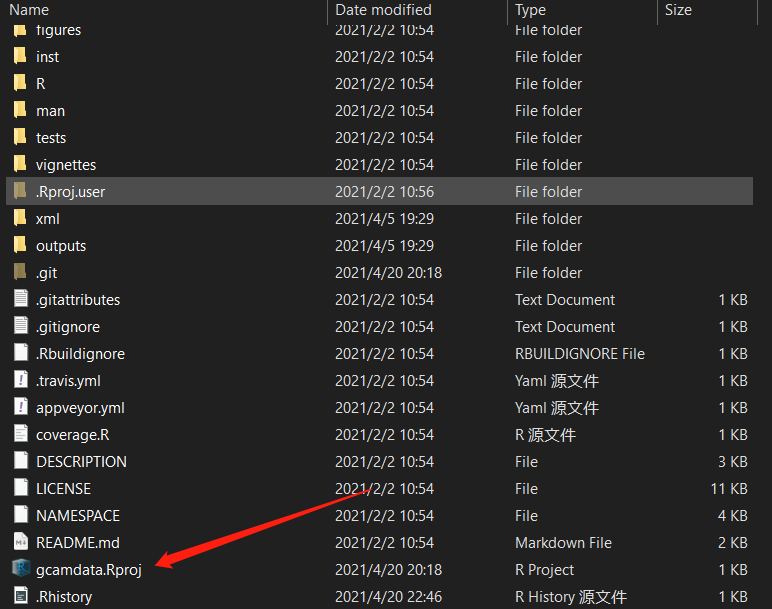 Name Date modified Type Size
figures 2021/2/2 10:54 File folder
inst 2021/2/2 10:54 File folder
R 2021/2/2 10:54 File folder
man 2021/2/2 10:54 File folder
tests 2021/2/2 10:54 File folder
vignettes 2021/2/2 10:54 File folder
.Rproj.user 2021/2/2 10:56 File folder
xml 2021/4/5 19:29 File folder
outputs 2021/4/5 19:29 File folder
.git 2021/4/20 20:18 File folder
.gitattributes 2021/2/2 10:54 Text Document 1 KB
.gitignore 2021/2/2 10:54 Text Document 1 KB
.Rbuildignore 2021/2/2 10:54 RBUILDIGNORE File 1 KB
.travis.yml 2021/2/2 10:54 Yaml 源文件 1 KB
appveyor.yml 2021/2/2 10:54 Yaml 源文件 1 KB
coverage.R 2021/2/2 10:54 R 源文件 1 KB
DESCRIPTION 2021/2/2 10:54 File 3 KB
LICENSE 2021/2/2 10:54 File 11 KB
NAMESPACE 2021/2/2 10:54 File 4 KB
README.md 2021/2/2 10:54 Markdown File 2 KB
gcamdata.Rproj 2021/4/20 20:18 R Project 1 KB
.Rhistory 2021/4/20 22:46 R History 源文件 1 KB